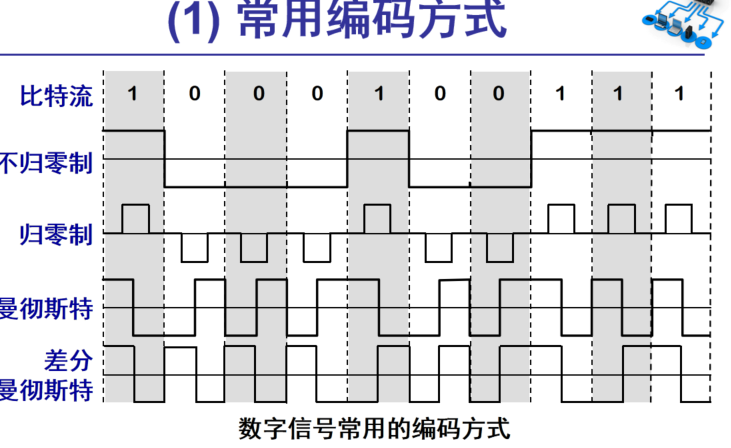 (1) 常用编码方式
比特流 1 0 0 0 1 0 0 1 1 1
不归零制
归零制
曼彻斯特
差分
曼彻斯特
数字信号常用的编码方式